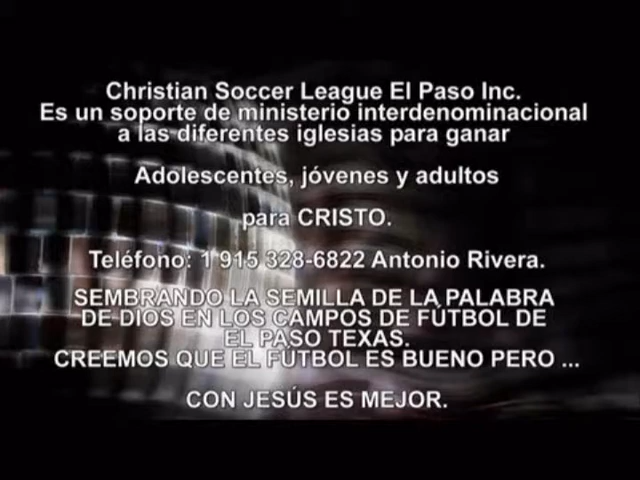 Christian Soccer League El Paso Inc.
Es un soporte de ministerio interdenominacional
a las diferentes iglesias para ganar
Adolescentes, jóvenes y adultos
para CRISTO.
Teléfono: 1 915 328-6822 Antonio Rivera.
SEMBRANDO LA SEMILLA DE LA PALABRA
DE DIOS EN LOS CAMPOS DE FÚTBOL DE
EL PASO TEXAS.
CREEMOS QUE EL FÚTBOL ES BUENO PERO ...
CON JESÚS ES MEJOR.